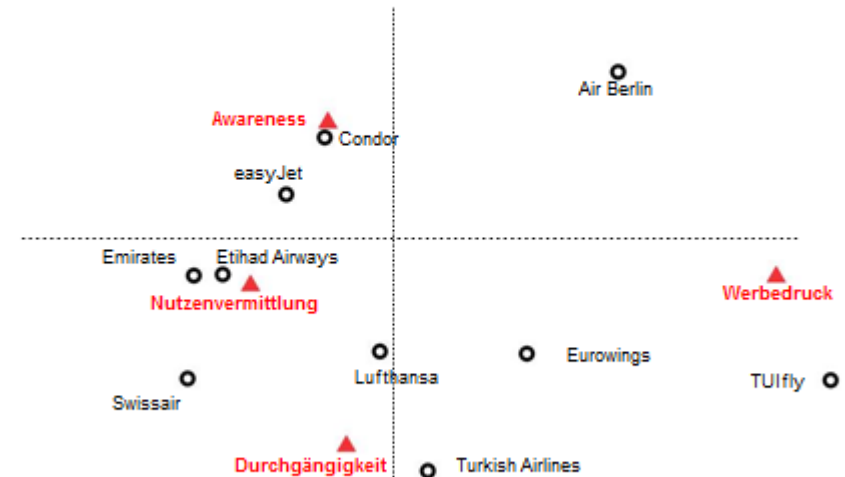 Air Berlin
Awareness
Condor
easyJet
Emirates
Etihad Airways
Nutzenvermittlung
Werbedruck
Lufthansa
Eurowings
TUIfly
Swissair
Durchgängigkeit
Turkish Airlines